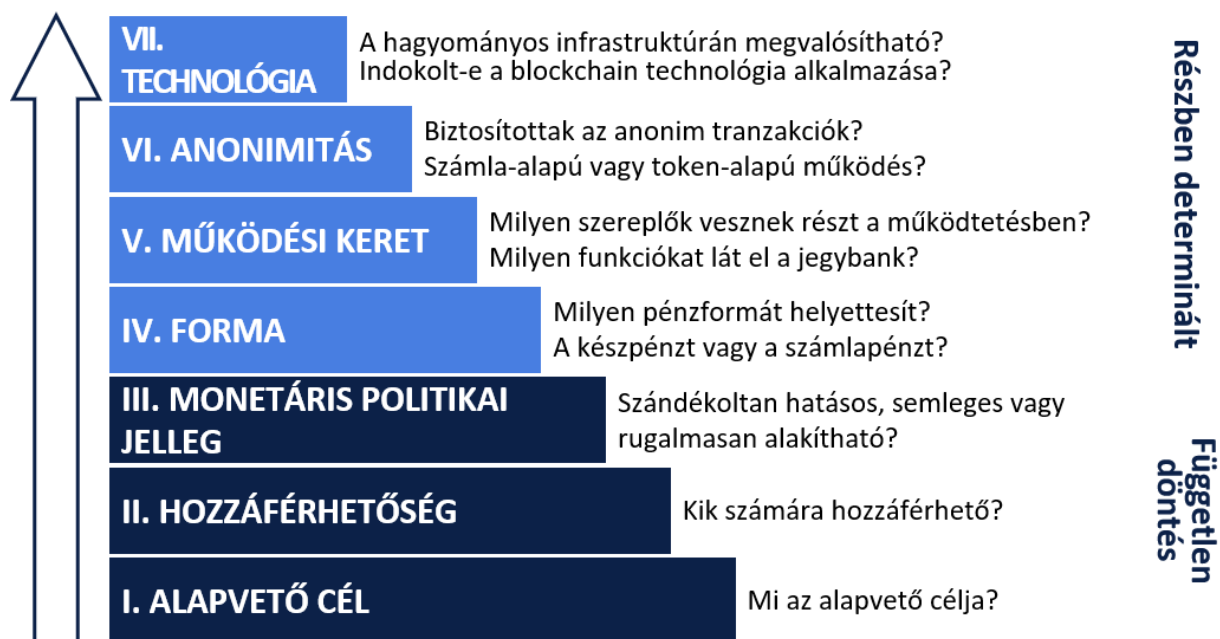 VII.
TECHNOLÓGIA
A hagyományos infrastruktúrán megvalósítható?
Indokolt-e a blockchain technológia alkalmazása?
VI. ANONIMITÁS
Biztosítottak az anonim tranzakciók?
Számla-alapú vagy token-alapú működés?
V. MŰKÖDÉSI KERET
Milyen szereplők vesznek részt a működtetésben?
Milyen funkciókat lát el a jegybank?
IV. FORMA
Milyen pénzformát helyettesít?
A készpénzt vagy a számlapénzt?
III. MONETÁRIS POLITIKAI
JELLEG
Szándékoltan hatásos, semleges vagy
rugalmasan alakítható?
II. HOZZÁFÉRHETŐSÉG
Kik számára hozzáférhető?
I. ALAPVETŐ CÉL
Mi az alapvető célja?
Részben determinált
Független
döntés